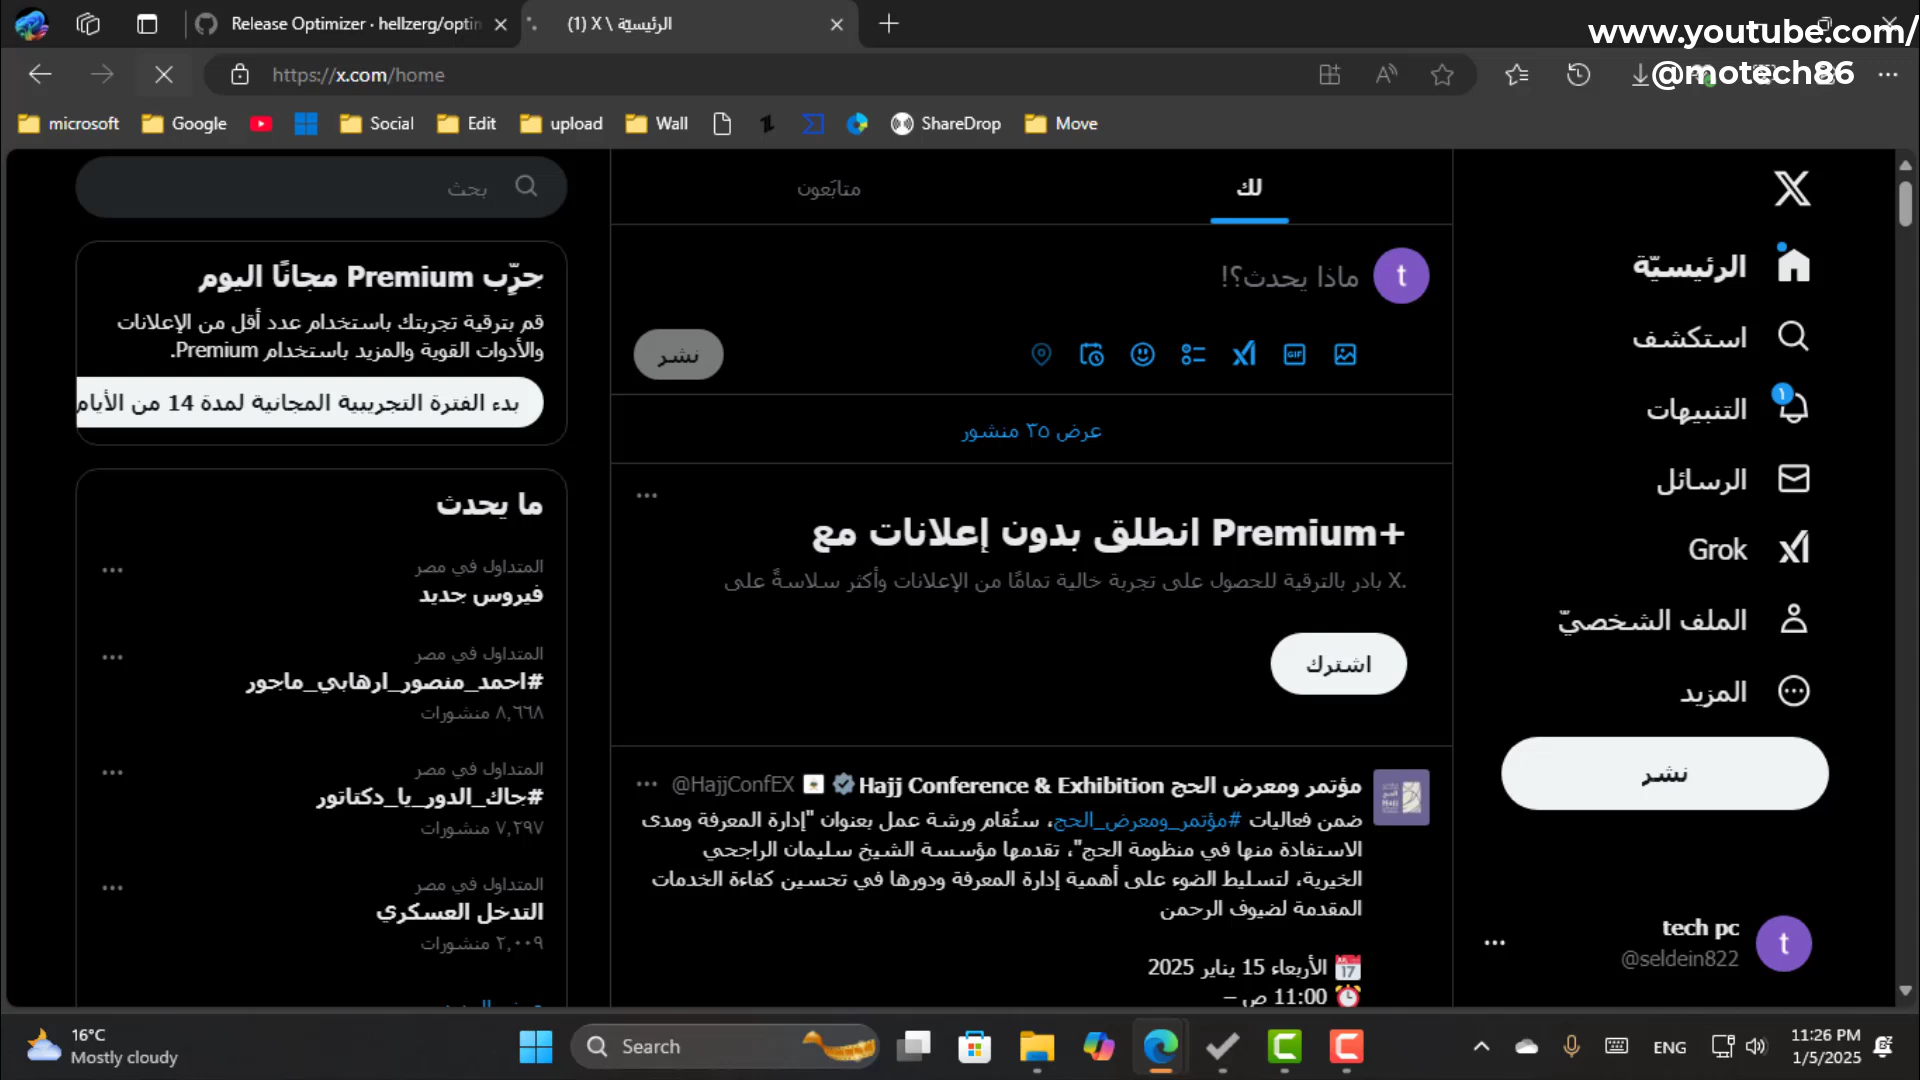 Release Optimizer · hellzerg/optin
(1) الرئيسيّة \ X
www.youtube.com/
@motech86
https://x.com/home
microsoft
Google
Social
Edit
upload
Wall
ShareDrop
Move
بحث
جرِّب Premium مجانًا اليوم
قم بترقية تجربتك باستخدام عدد أقل من الإعلانات
والأدوات القوية والمزيد باستخدام Premium.
بدء الفترة التجريبية المجانية لمدة 14 من الأيام
ما يحدث
المتداول في مصر
فيروس جديد
المتداول في مصر
#احمد_منصور_ارهابي_ماجور
٨,٦٦٨ منشورات
المتداول في مصر
#جاك_الدور_يا_دكتاتور
٧,٢٩٧ منشورات
المتداول في مصر
التدخل العسكري
٢,٠٠٩ منشورات
لك
متابَعون
ماذا يحدث؟!
نشر
عرض ٣٥ منشور
Premium+ انطلق بدون إعلانات مع
.X بادر بالترقية للحصول على تجربة خالية تمامًا من الإعلانات وأكثر سلاسةً على
اشترك
مؤتمر ومعرض الحج Hajj Conference & Exhibition @HajjConfEX
ضمن فعاليات #مؤتمر_ومعرض_الحج، ستُقام ورشة عمل بعنوان "إدارة المعرفة ومدى
الاستفادة منها في منظومة الحج"، تقدمها مؤسسة الشيخ سليمان الراجحي
الخيرية، لتسليط الضوء على أهمية إدارة المعرفة ودورها في تحسين كفاءة الخدمات
المقدمة لضيوف الرحمن
الأربعاء 15 يناير 2025
11:00 ص –
الرئيسيّة
استكشف
١
التنبيهات
الرسائل
Grok
الملف الشخصيّ
المزيد
نشر
tech pc
@seldein822
16°C
Mostly cloudy
Search
ENG
11:26 PM
1/5/2025